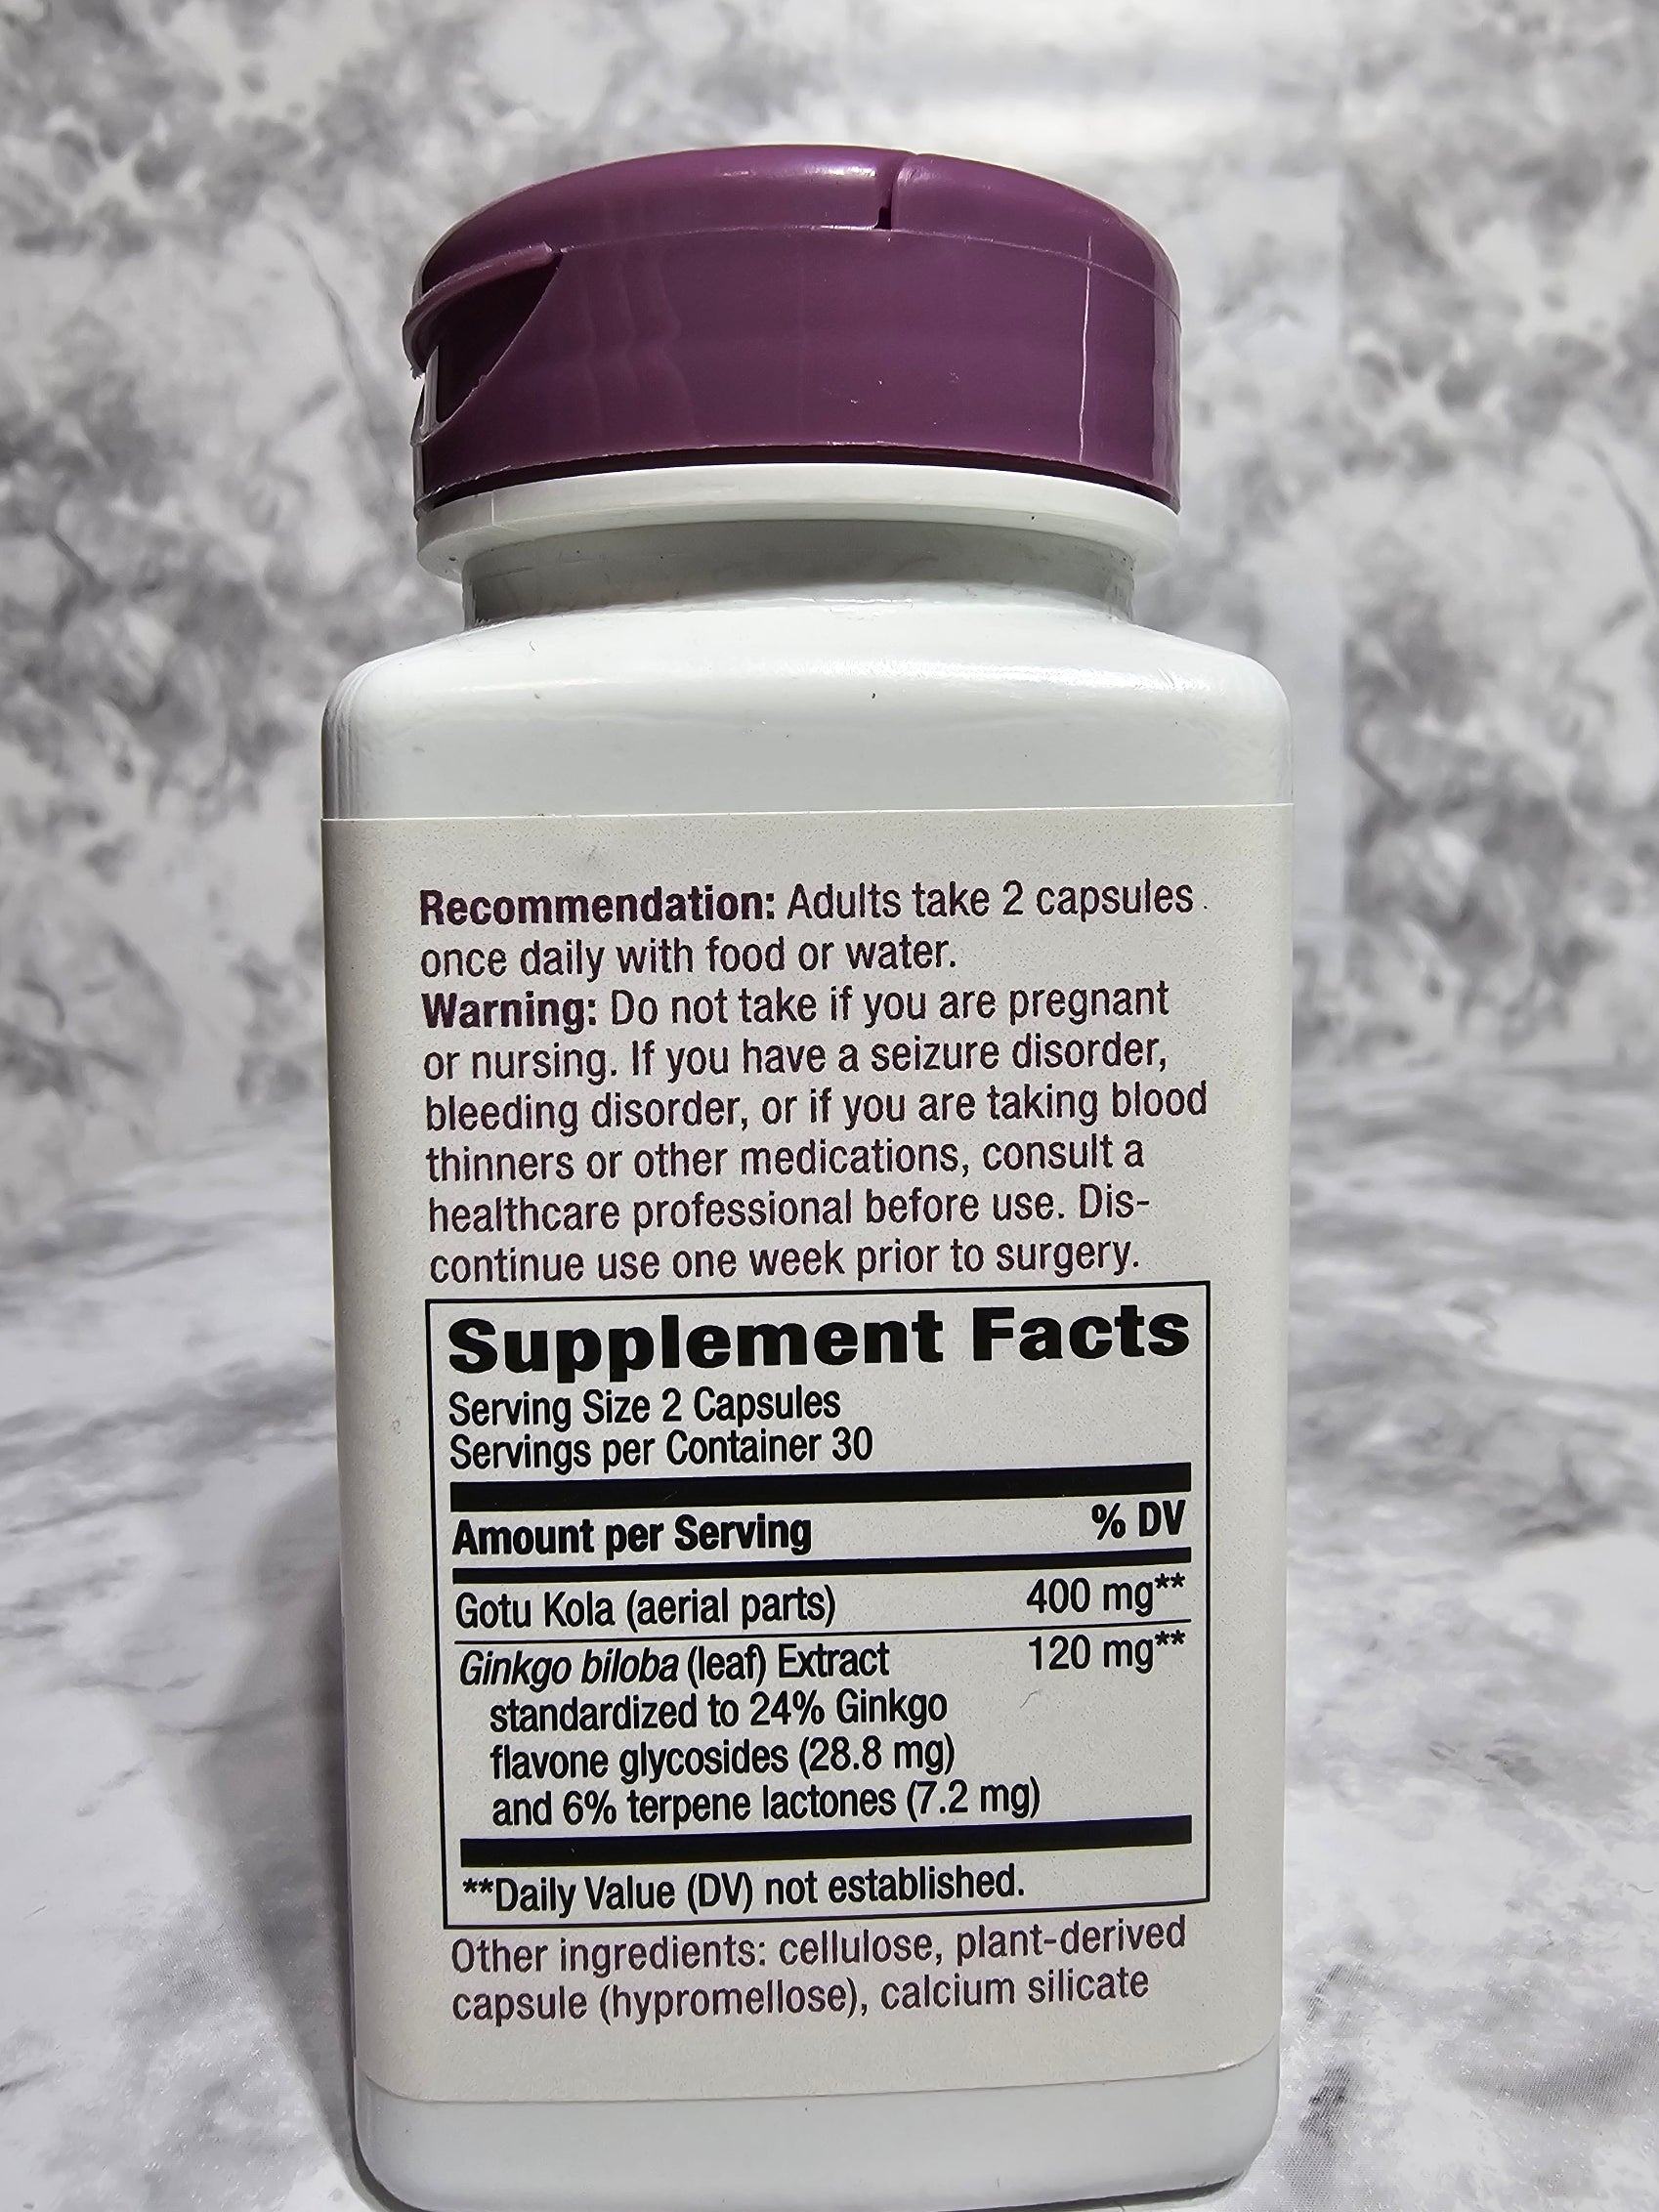 Recommendation: Adults take 2 capsules
once daily with food or water.
Warning: Do not take if you are pregnant
or nursing. If you have a seizure disorder,
bleeding disorder, or if you are taking blood
thinners or other medications, consult a
healthcare professional before use. Dis-
continue use one week prior to surgery.
Supplement Facts
Serving Size 2 Capsules
Servings per Container 30
Amount per Serving % DV
Gotu Kola (aerial parts) 400 mg**
Ginkgo biloba (leaf) Extract 120 mg**
standardized to 24% Ginkgo
flavone glycosides (28.8 mg)
and 6% terpene lactones (7.2 mg)
**Daily Value (DV) not established.
Other ingredients: cellulose, plant-derived
capsule (hypromellose), calcium silicate